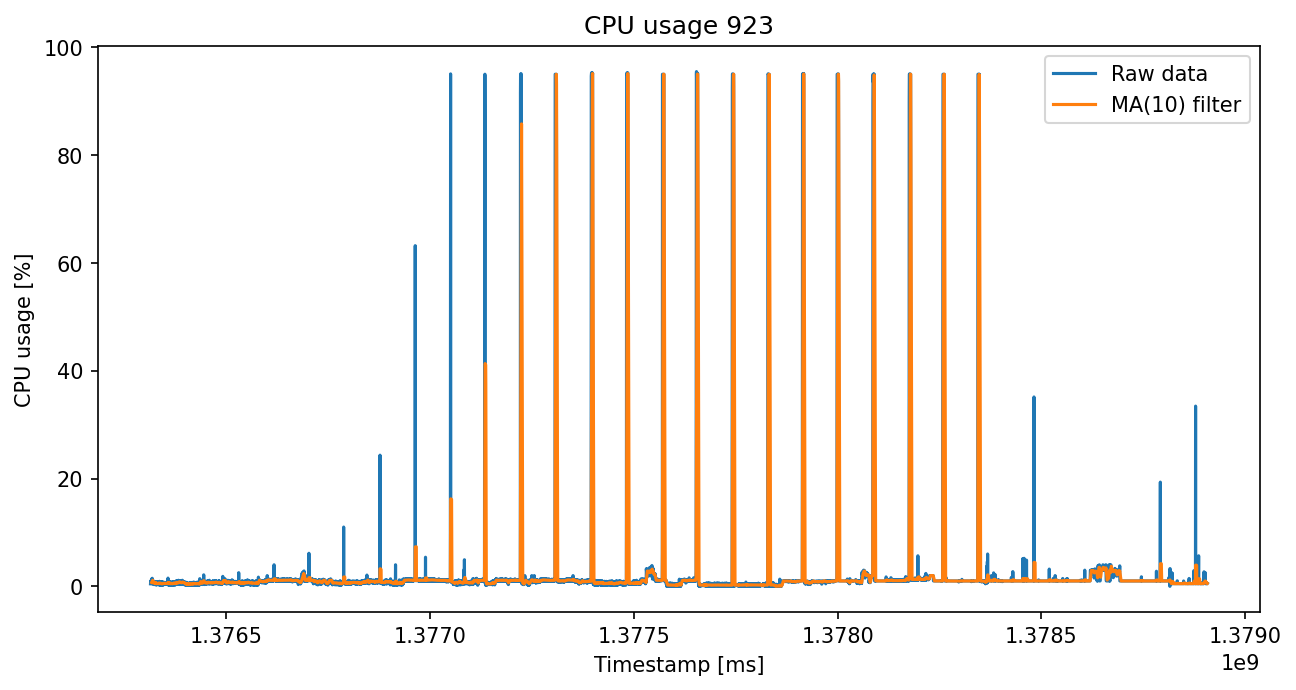 CPU usage 923
Raw data
MA(10) filter
CPU usage [%]
100
80
60
40
20
0
1.3765 1.3770 1.3775 1.3780 1.3785 1.3790
1e9
Timestamp [ms]